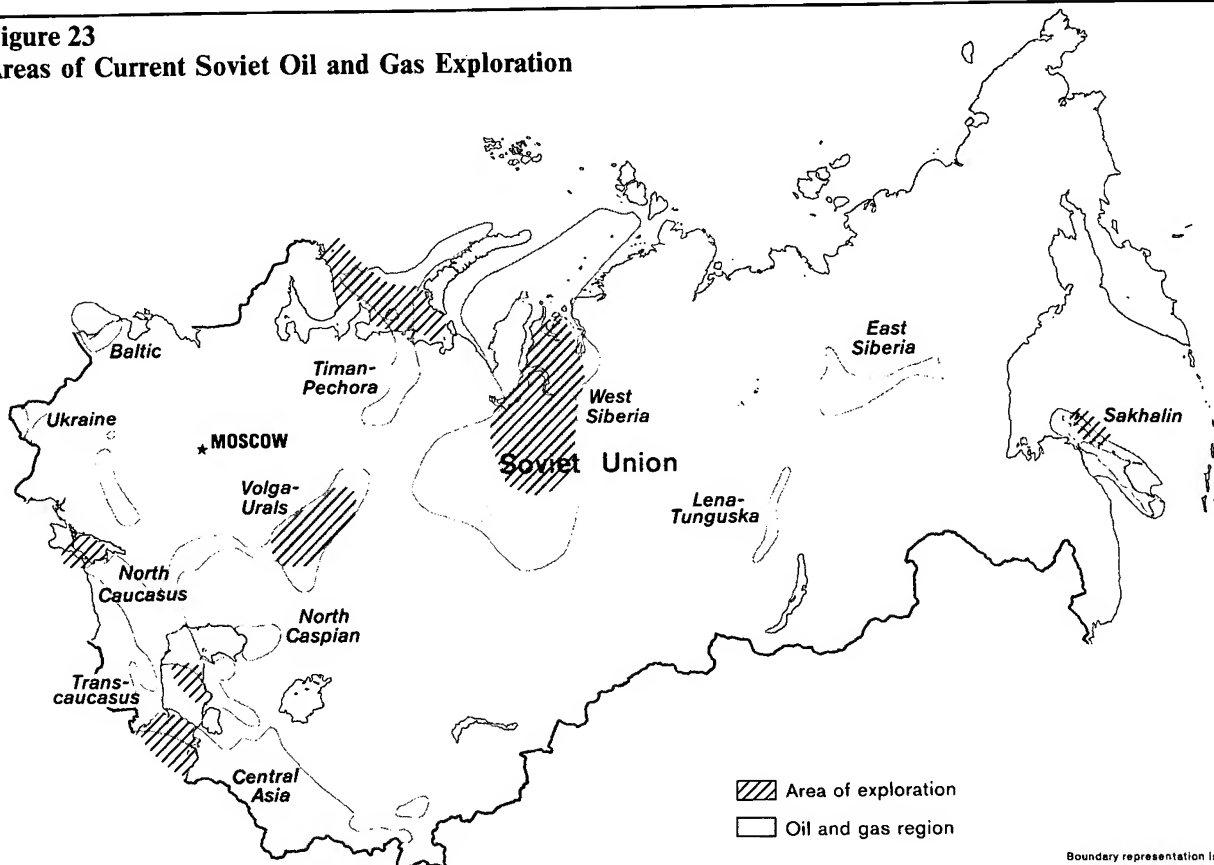 igure 23
Areas of Current Soviet Oil and Gas Exploration
Baltic
Timan-
Pechora
East
Siberia
Ukraine
West
Siberia
Sakhalin
MOSCOW
Soviet Union
Volga-
Urals
Lena-
Tunguska
North
Caucasus
North
Caspian
Trans-
caucasus
Central
Asia
Area of exploration
Oil and gas region
Boundary representation